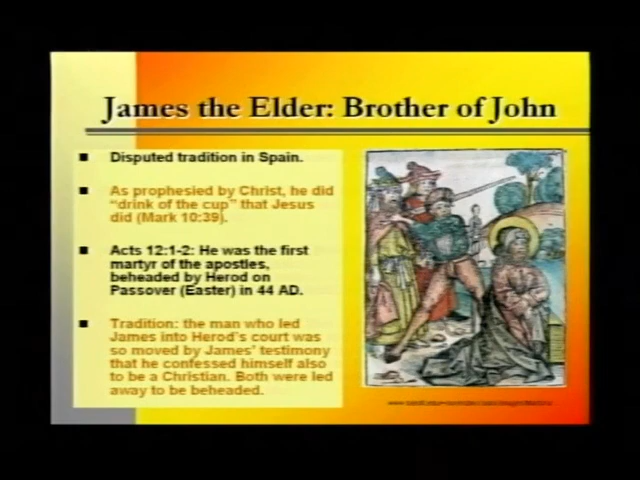 James the Elder: Brother of John
Disputed tradition in Spain.
As prophesied by Christ, he did
“drink of the cup” that Jesus
did (Mark 10:39).
Acts 12:1-2: He was the first
martyr of the apostles,
beheaded by Herod on
Passover (Easter) in 44 AD.
Tradition: the man who led
James into Herod's court was
so moved by James' testimony
that he confessed himself also
to be a Christian. Both were led
away to be beheaded.